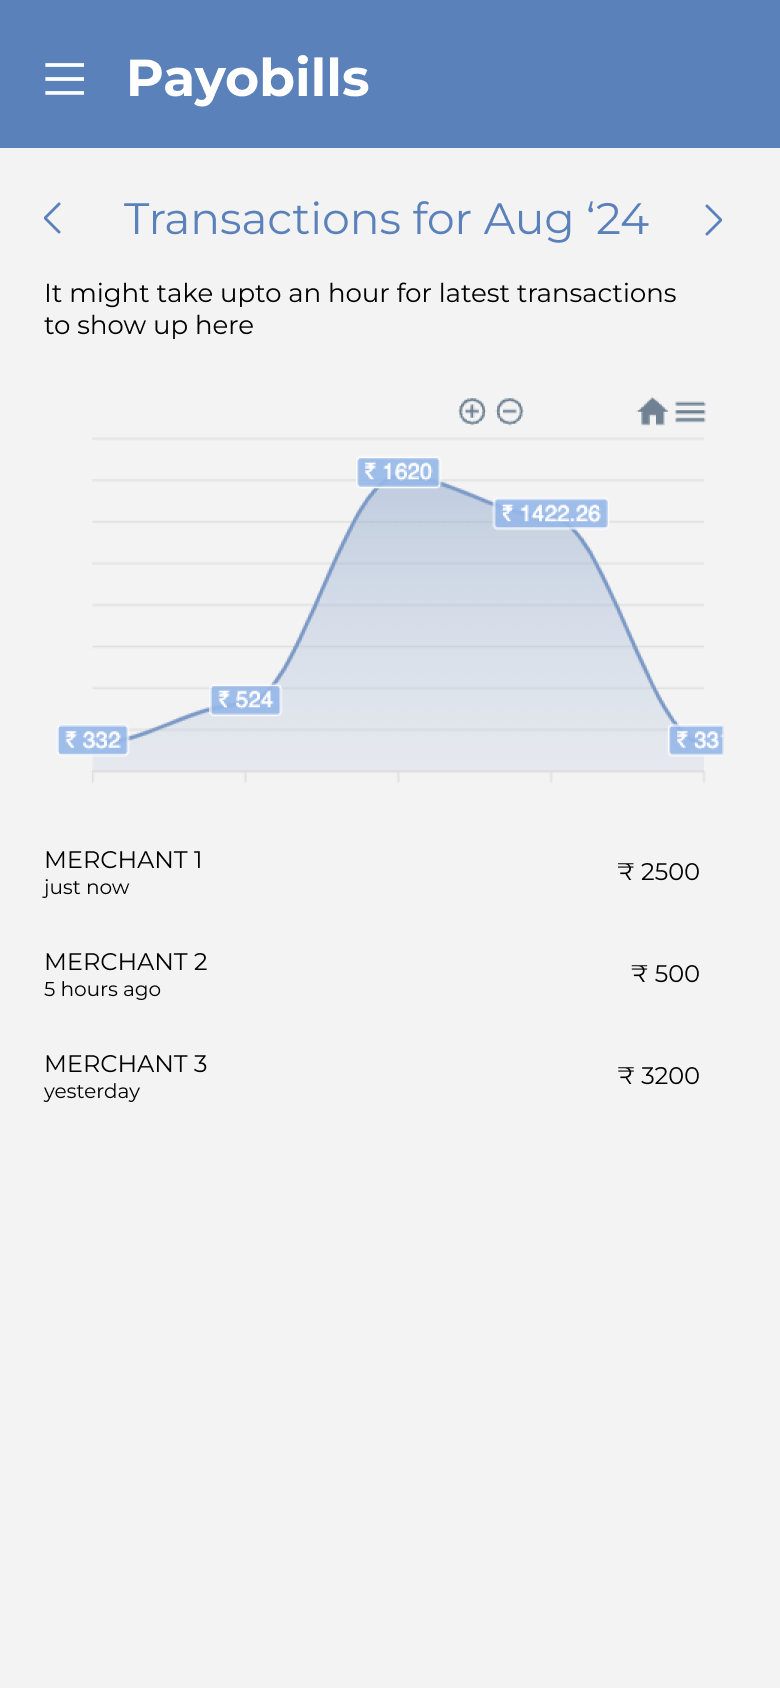 Payobills
Transactions for Aug ‘24
It might take upto an hour for latest transactions
to show up here
₹ 1620
₹ 1422.26
₹ 524
₹ 332
MERCHANT 1
₹ 2500
just now
MERCHANT 2
₹ 500
5 hours ago
MERCHANT 3
₹ 3200
yesterday